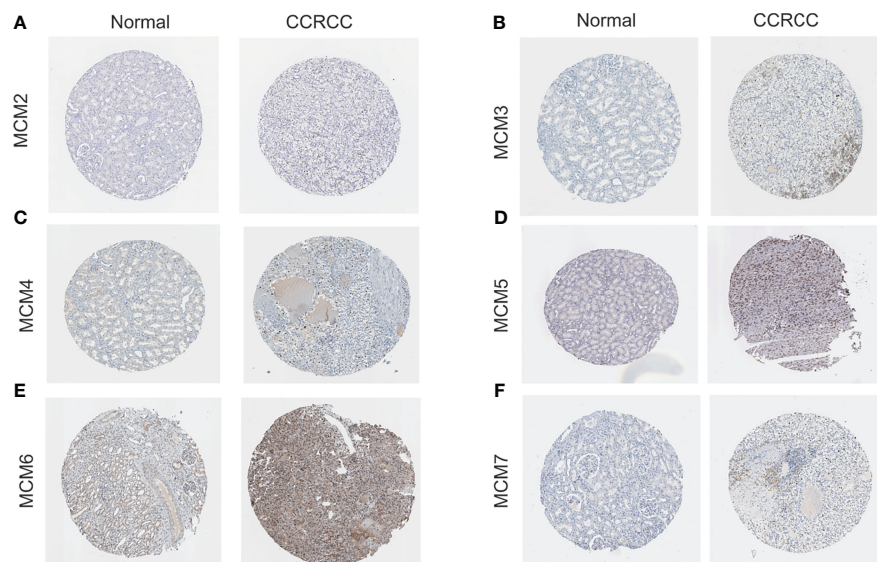 A
Normal
CCRCC
MCM2
B
Normal
CCRCC
MCM3
C
MCM4
D
MCM5
E
MCM6
F
MCM7